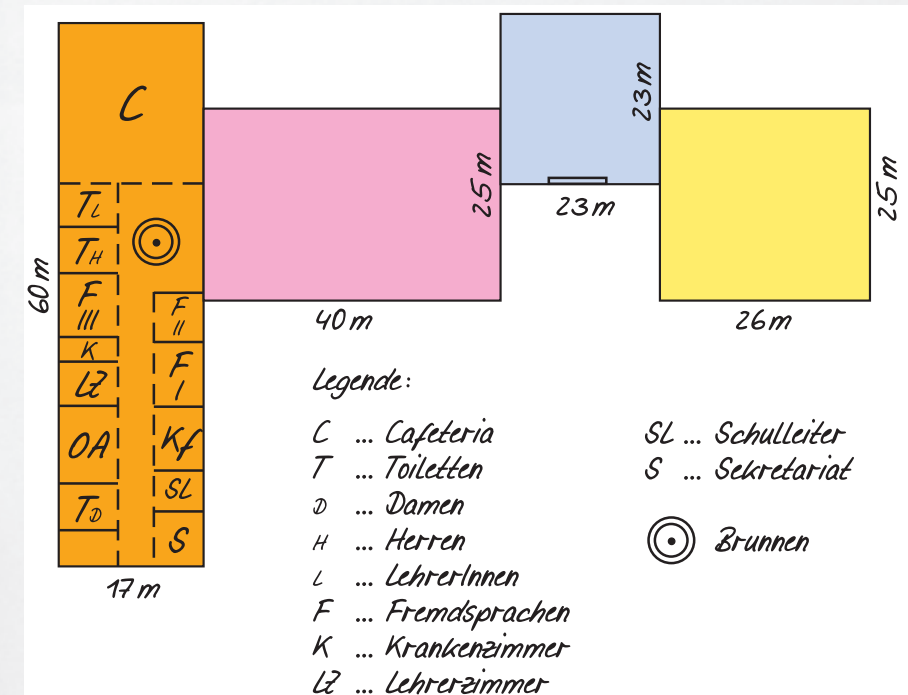 C
23 m
TL
TH
25 m
25 m
23 m
60 m
F
III
F
II
K
F
I
LZ
OA
Kf
SL
TD
S
17 m
40 m
26 m
Legende:
C ... Cafeteria
T ... Toiletten
D ... Damen
H ... Herren
L ... LehrerInnen
F ... Fremdsprachen
K ... Krankenzimmer
LZ ... Lehrerzimmer
SL ... Schulleiter
S ... Sekretariat
Brunnen